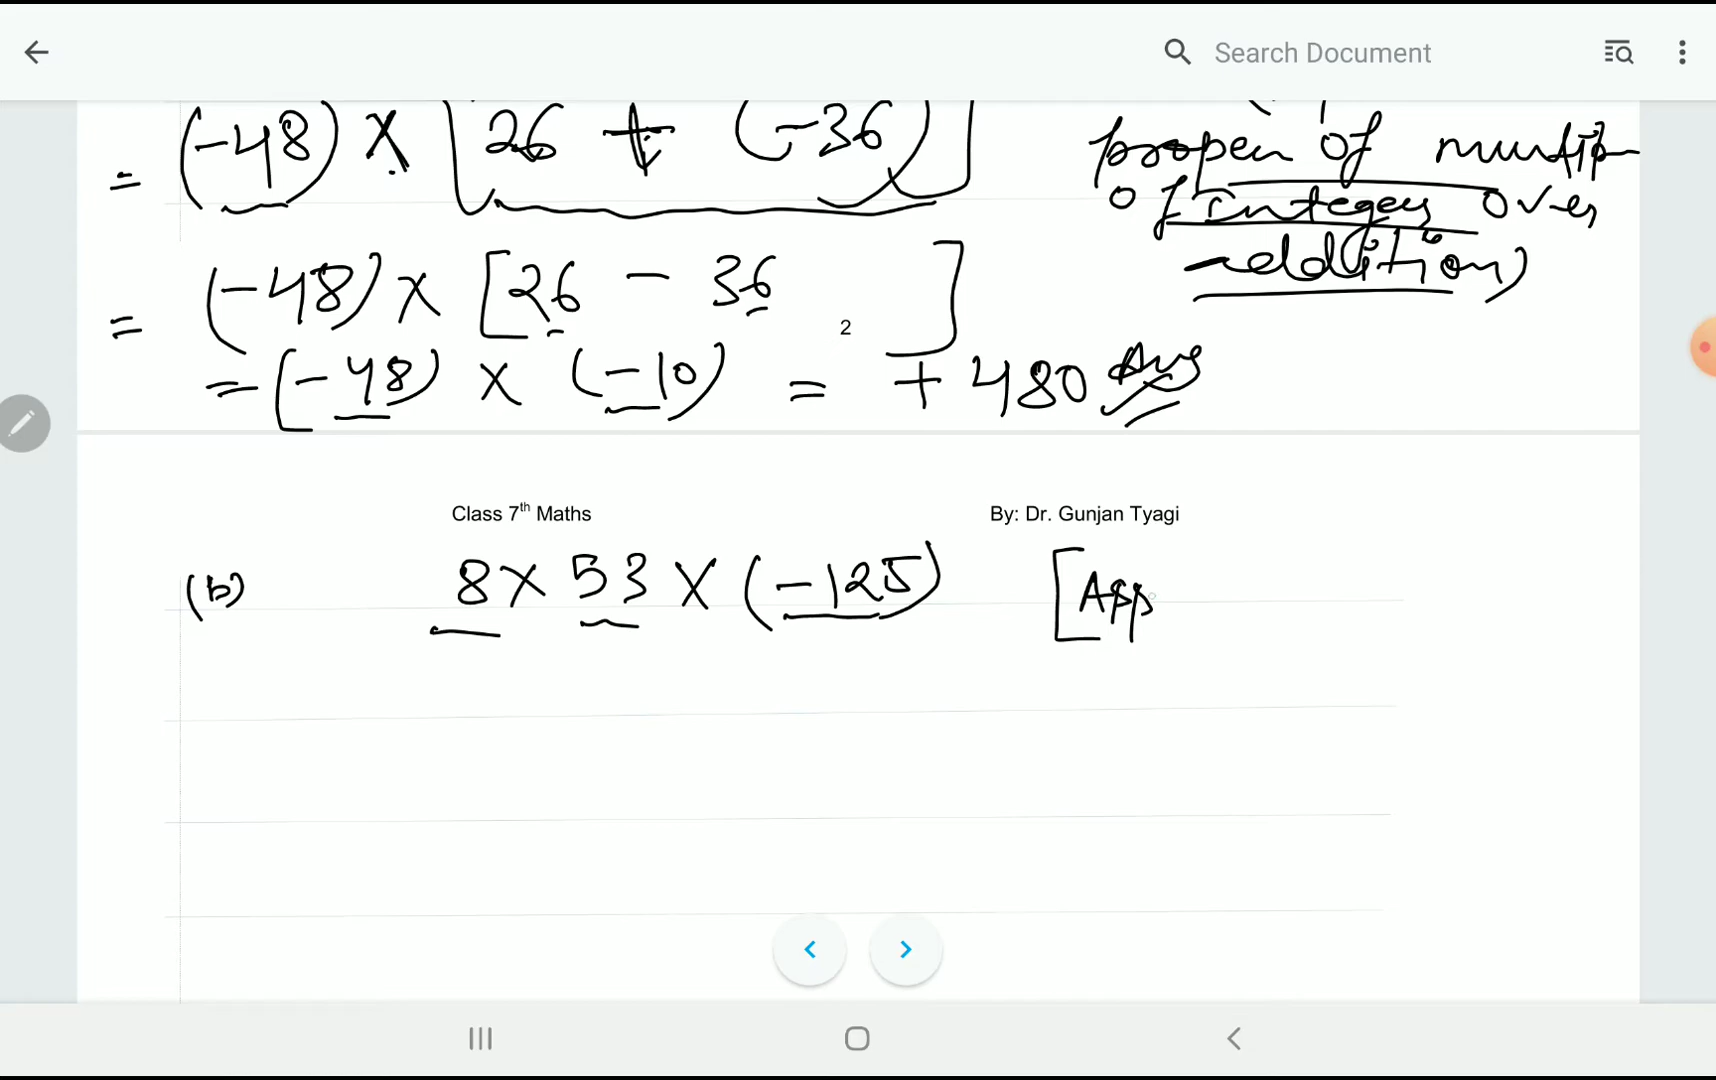 Search Document
= (-48) × [26 + (-36)]
propen of multip
of integers over
addition)
= (-48) × [26 - 36]
2
= (-48) × (-10) = + 480 Ans
Class 7th Maths By: Dr. Gunjan Tyagi
(b) 8 × 53 × (-125) [App